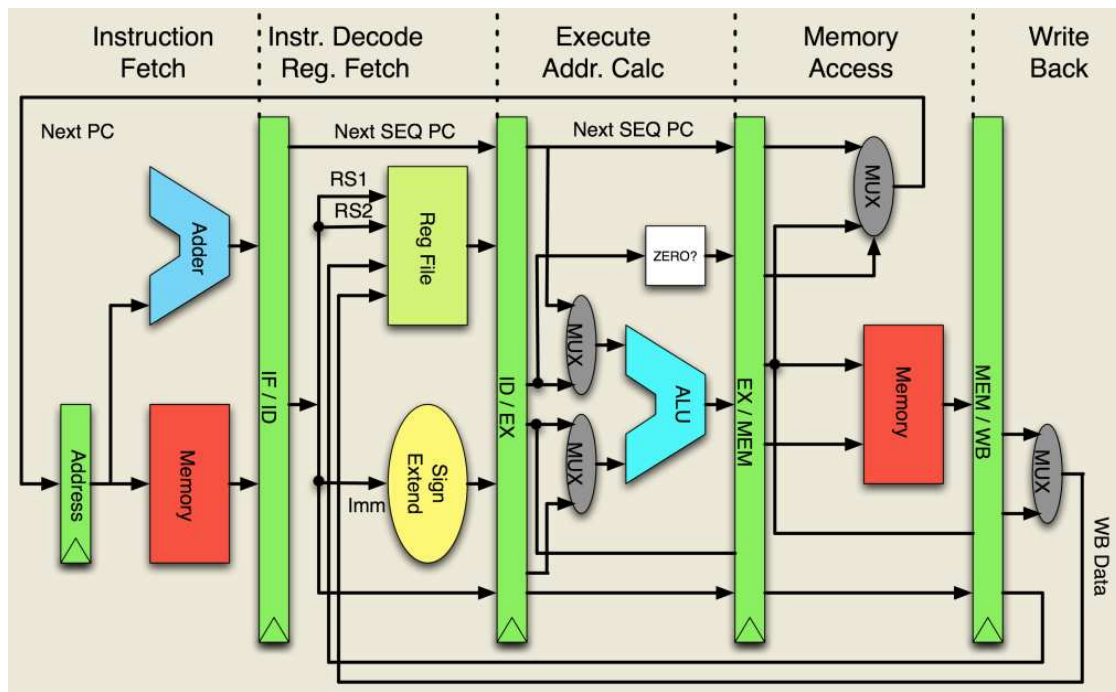 Instruction
Fetch
Instr. Decode
Reg. Fetch
Execute
Addr. Calc
Memory
Access
Write
Back
Next PC
Next SEQ PC
Next SEQ PC
RS1
RS2
MUX
Adder
Reg File
ZERO?
MUX
ALU
IF / ID
ID / EX
EX / MEM
MEM / WB
Memory
Address
Memory
Sign
Extend
Imm
MUX
MUX
WB Data